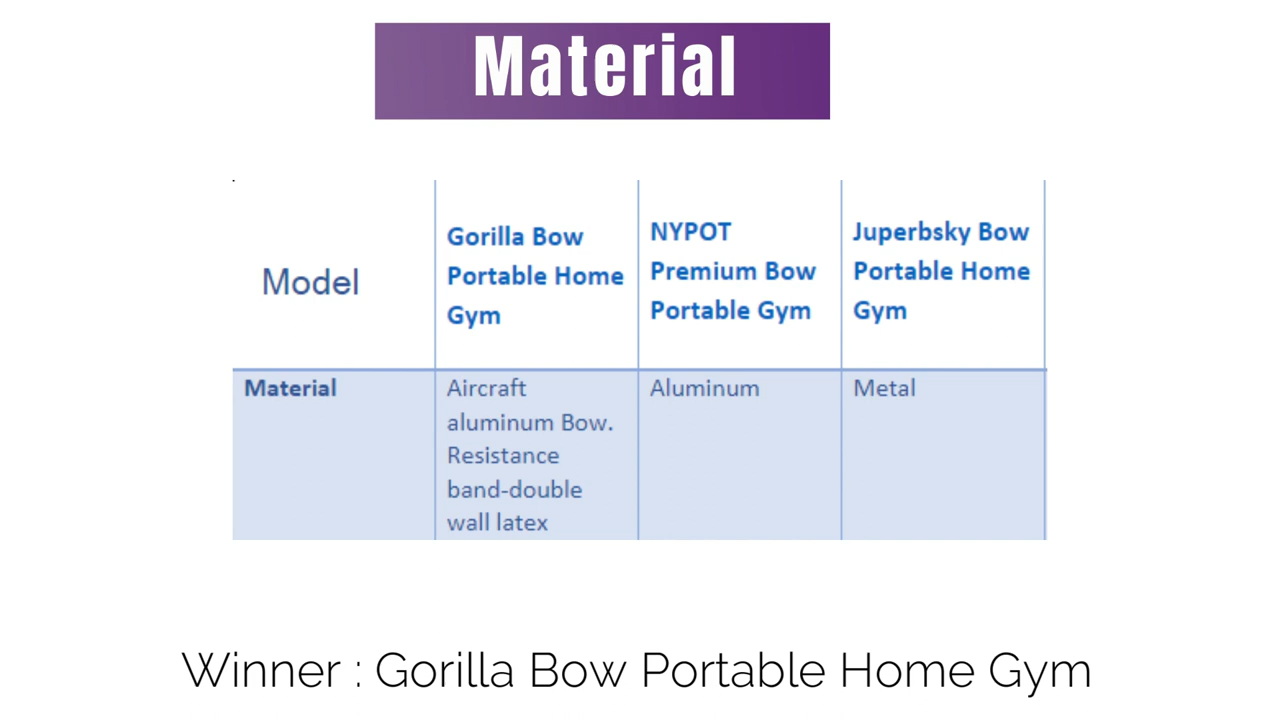 Material
Model
Gorilla Bow
Portable Home
Gym
NYPOT
Premium Bow
Portable Gym
Juperbsky Bow
Portable Home
Gym
Material
Aircraft
aluminum Bow.
Resistance
band-double
wall latex
Aluminum
Metal
Winner : Gorilla Bow Portable Home Gym